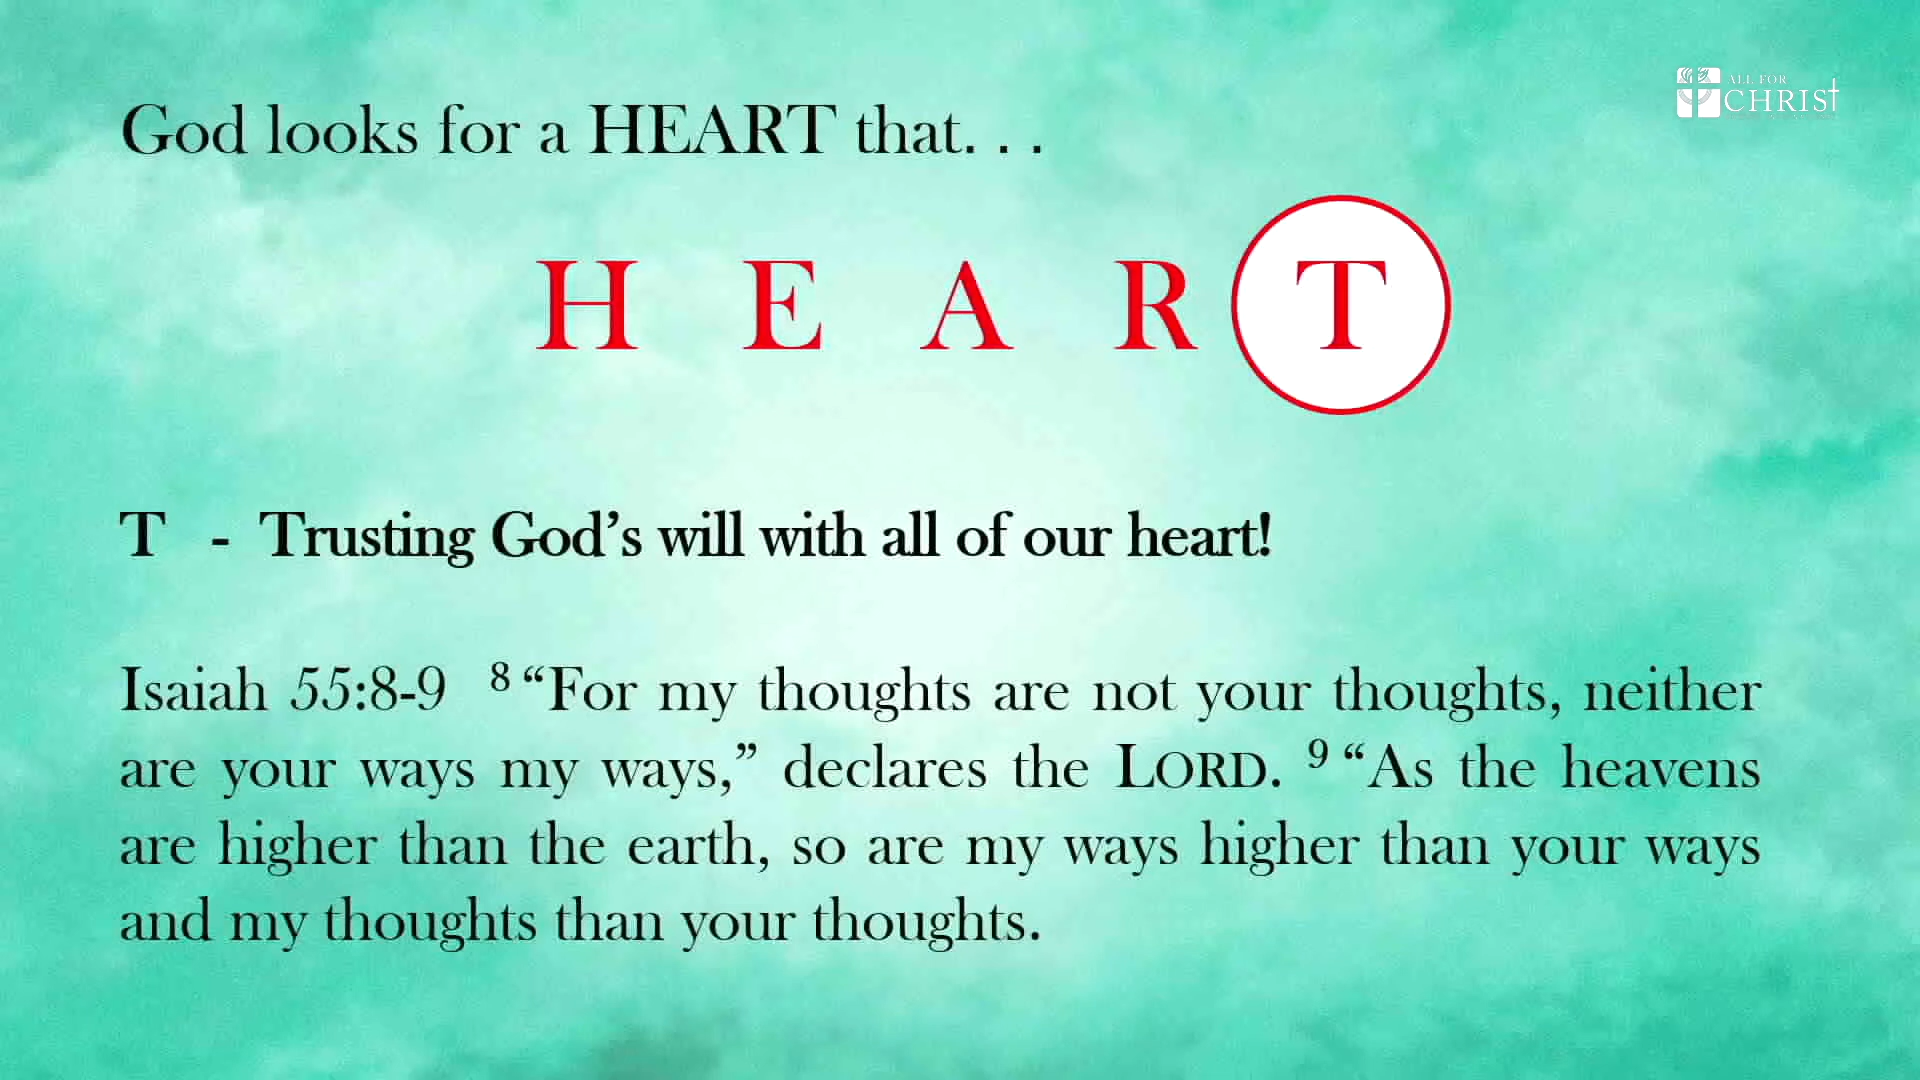 ALL FOR
CHRIST
God looks for a HEART that. . .
H E A R T
T - Trusting God’s will with all of our heart!
Isaiah 55:8-9 8 “For my thoughts are not your thoughts, neither
are your ways my ways,” declares the LORD. 9 “As the heavens
are higher than the earth, so are my ways higher than your ways
and my thoughts than your thoughts.